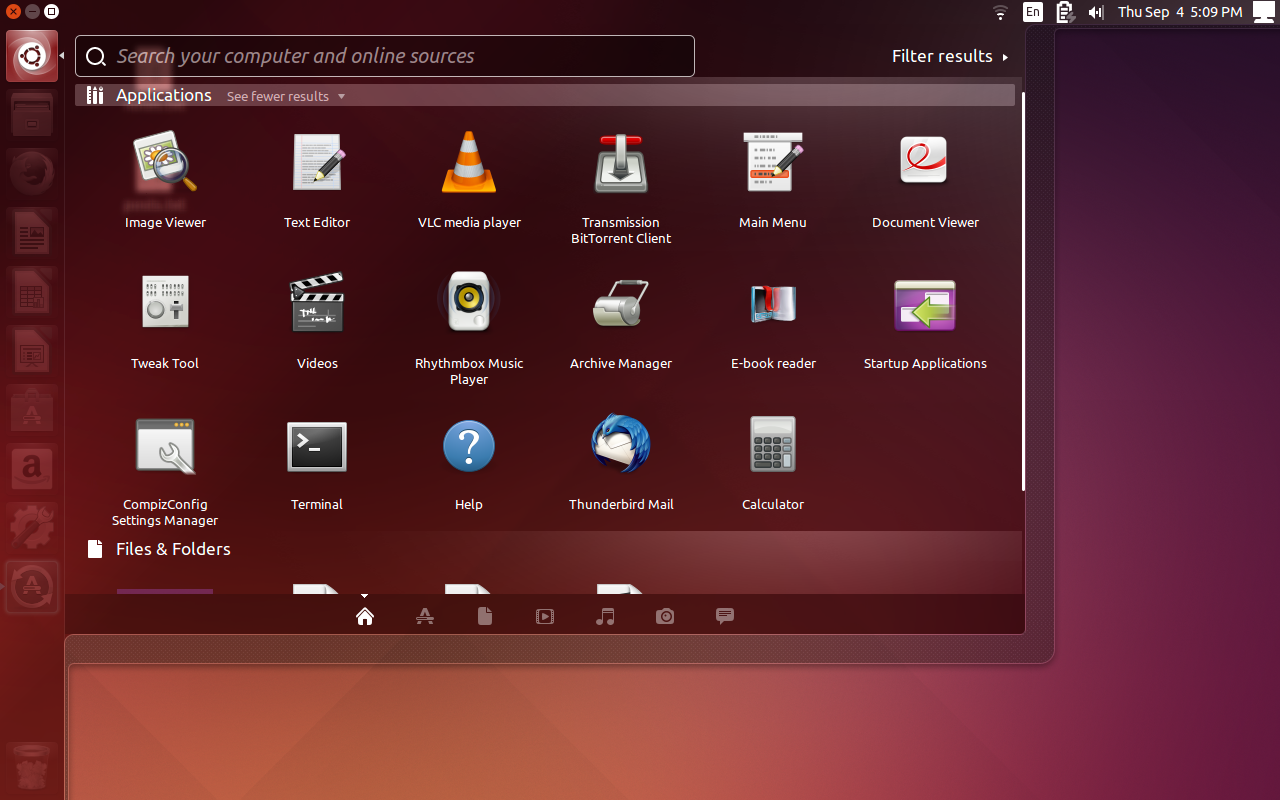 En Thu Sep 4 5:09 PM
Search your computer and online sources
Filter results
Applications See fewer results
Image Viewer
Text Editor
VLC media player
Transmission
BitTorrent Client
Main Menu
Document Viewer
Tweak Tool
Videos
Rhythmbox Music
Player
Archive Manager
E-book reader
Startup Applications
CompizConfig
Settings Manager
Terminal
Help
Thunderbird Mail
Calculator
Files & Folders